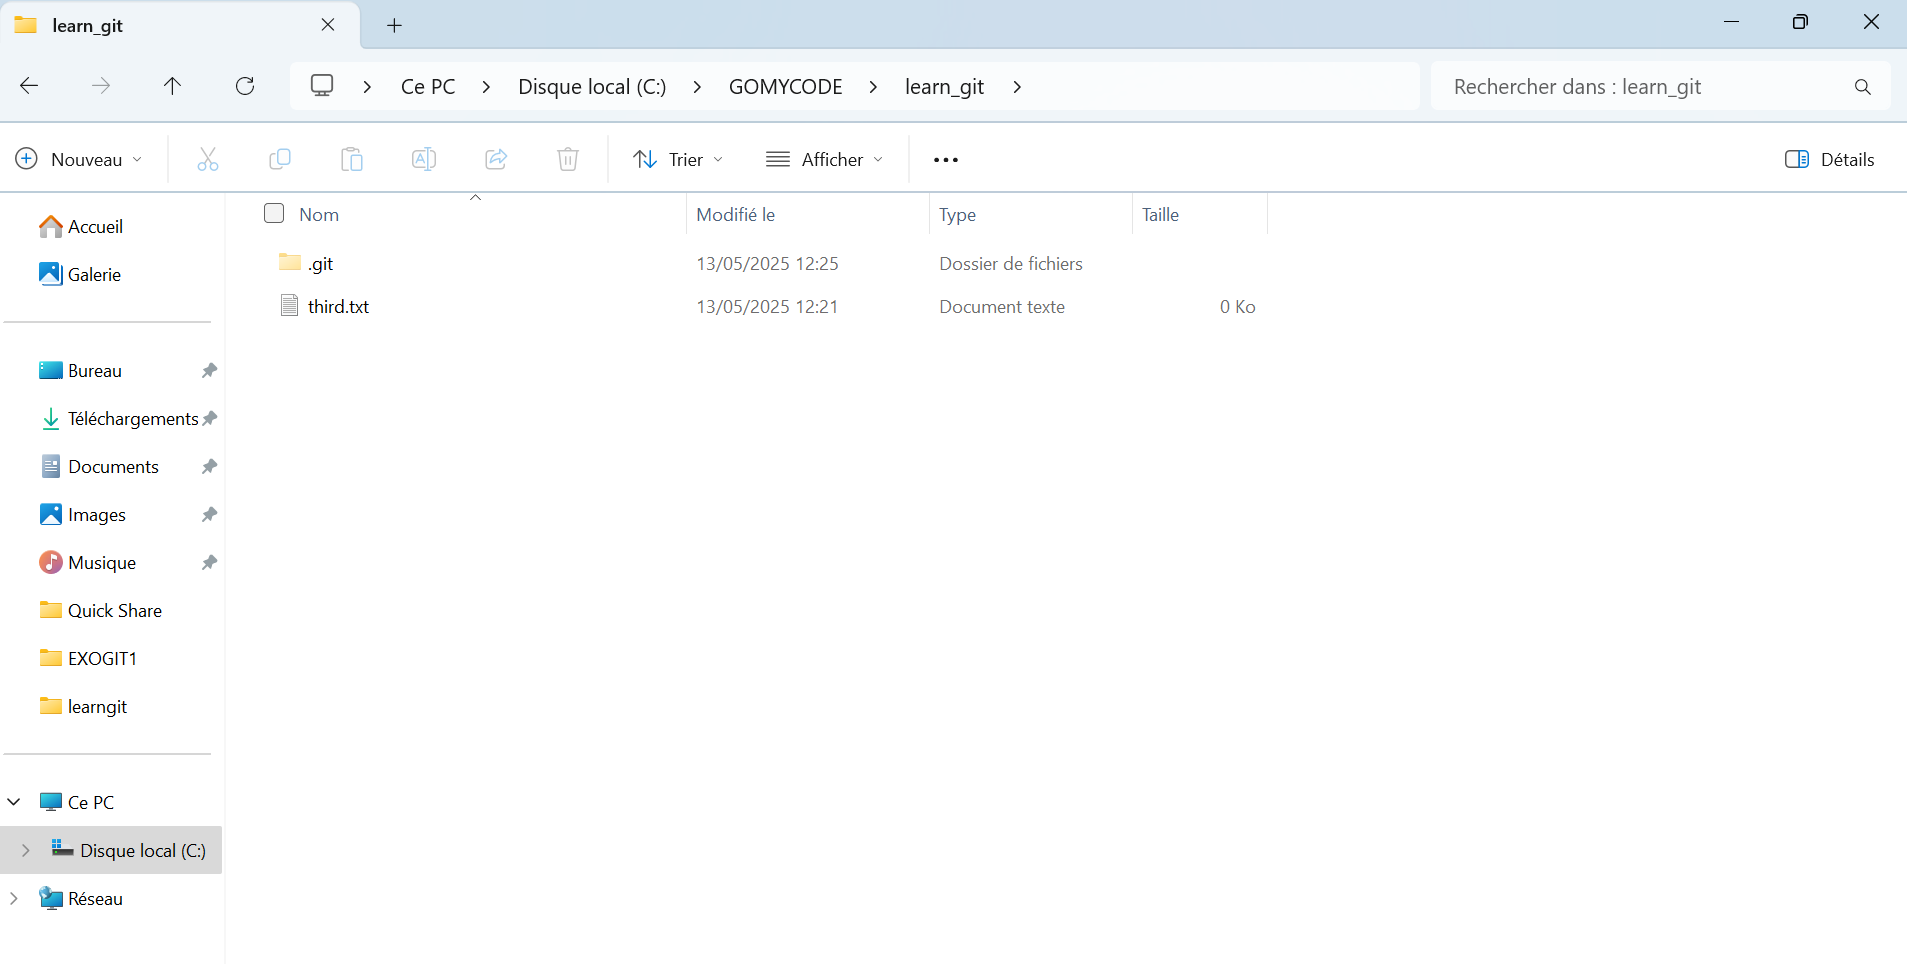 learn_git
Ce PC > Disque local (C:) > GOMYCODE > learn_git >
Rechercher dans : learn_git
Nouveau
Trier
Afficher
Détails
Nom Modifié le Type Taille
.git 13/05/2025 12:25 Dossier de fichiers
third.txt 13/05/2025 12:21 Document texte 0 Ko
Accueil
Galerie
Bureau
Téléchargements
Documents
Images
Musique
Quick Share
EXOGIT1
learngit
Ce PC
Disque local (C:)
Réseau